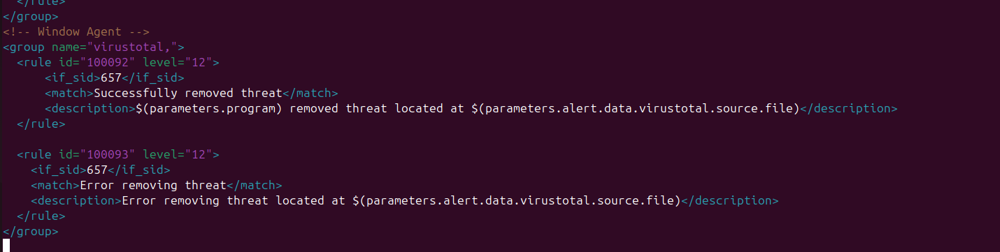 </rule>
</group>
<!-- Window Agent -->
<group name="virustotal,">
  <rule id="100092" level="12">
      <if_sid>657</if_sid>
      <match>Successfully removed threat</match>
      <description>$(parameters.program) removed threat located at $(parameters.alert.data.virustotal.source.file)</description>
  </rule>

  <rule id="100093" level="12">
    <if_sid>657</if_sid>
    <match>Error removing threat</match>
    <description>Error removing threat located at $(parameters.alert.data.virustotal.source.file)</description>
  </rule>
</group>